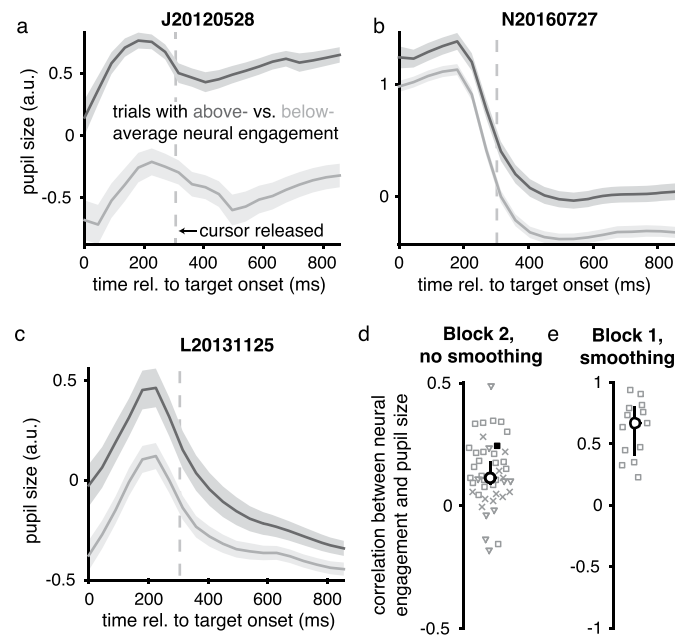 a
J20120528
b
N20160727
pupil size (a.u.)
0.5
0
-0.5
trials with above- vs. below-
average neural engagement
←cursor released
0
200
400
600
800
time rel. to target onset (ms)
1
0
0
200
400
600
800
time rel. to target onset (ms)
c
L20131125
pupil size (a.u.)
0.5
0
-0.5
0
200
400
600
800
time rel. to target onset (ms)
d
Block 2,
no smoothing
correlation between neural
engagement and pupil size
0.5
0
-0.5
e
Block 1,
smoothing
1
0.5
0
-0.5
-1